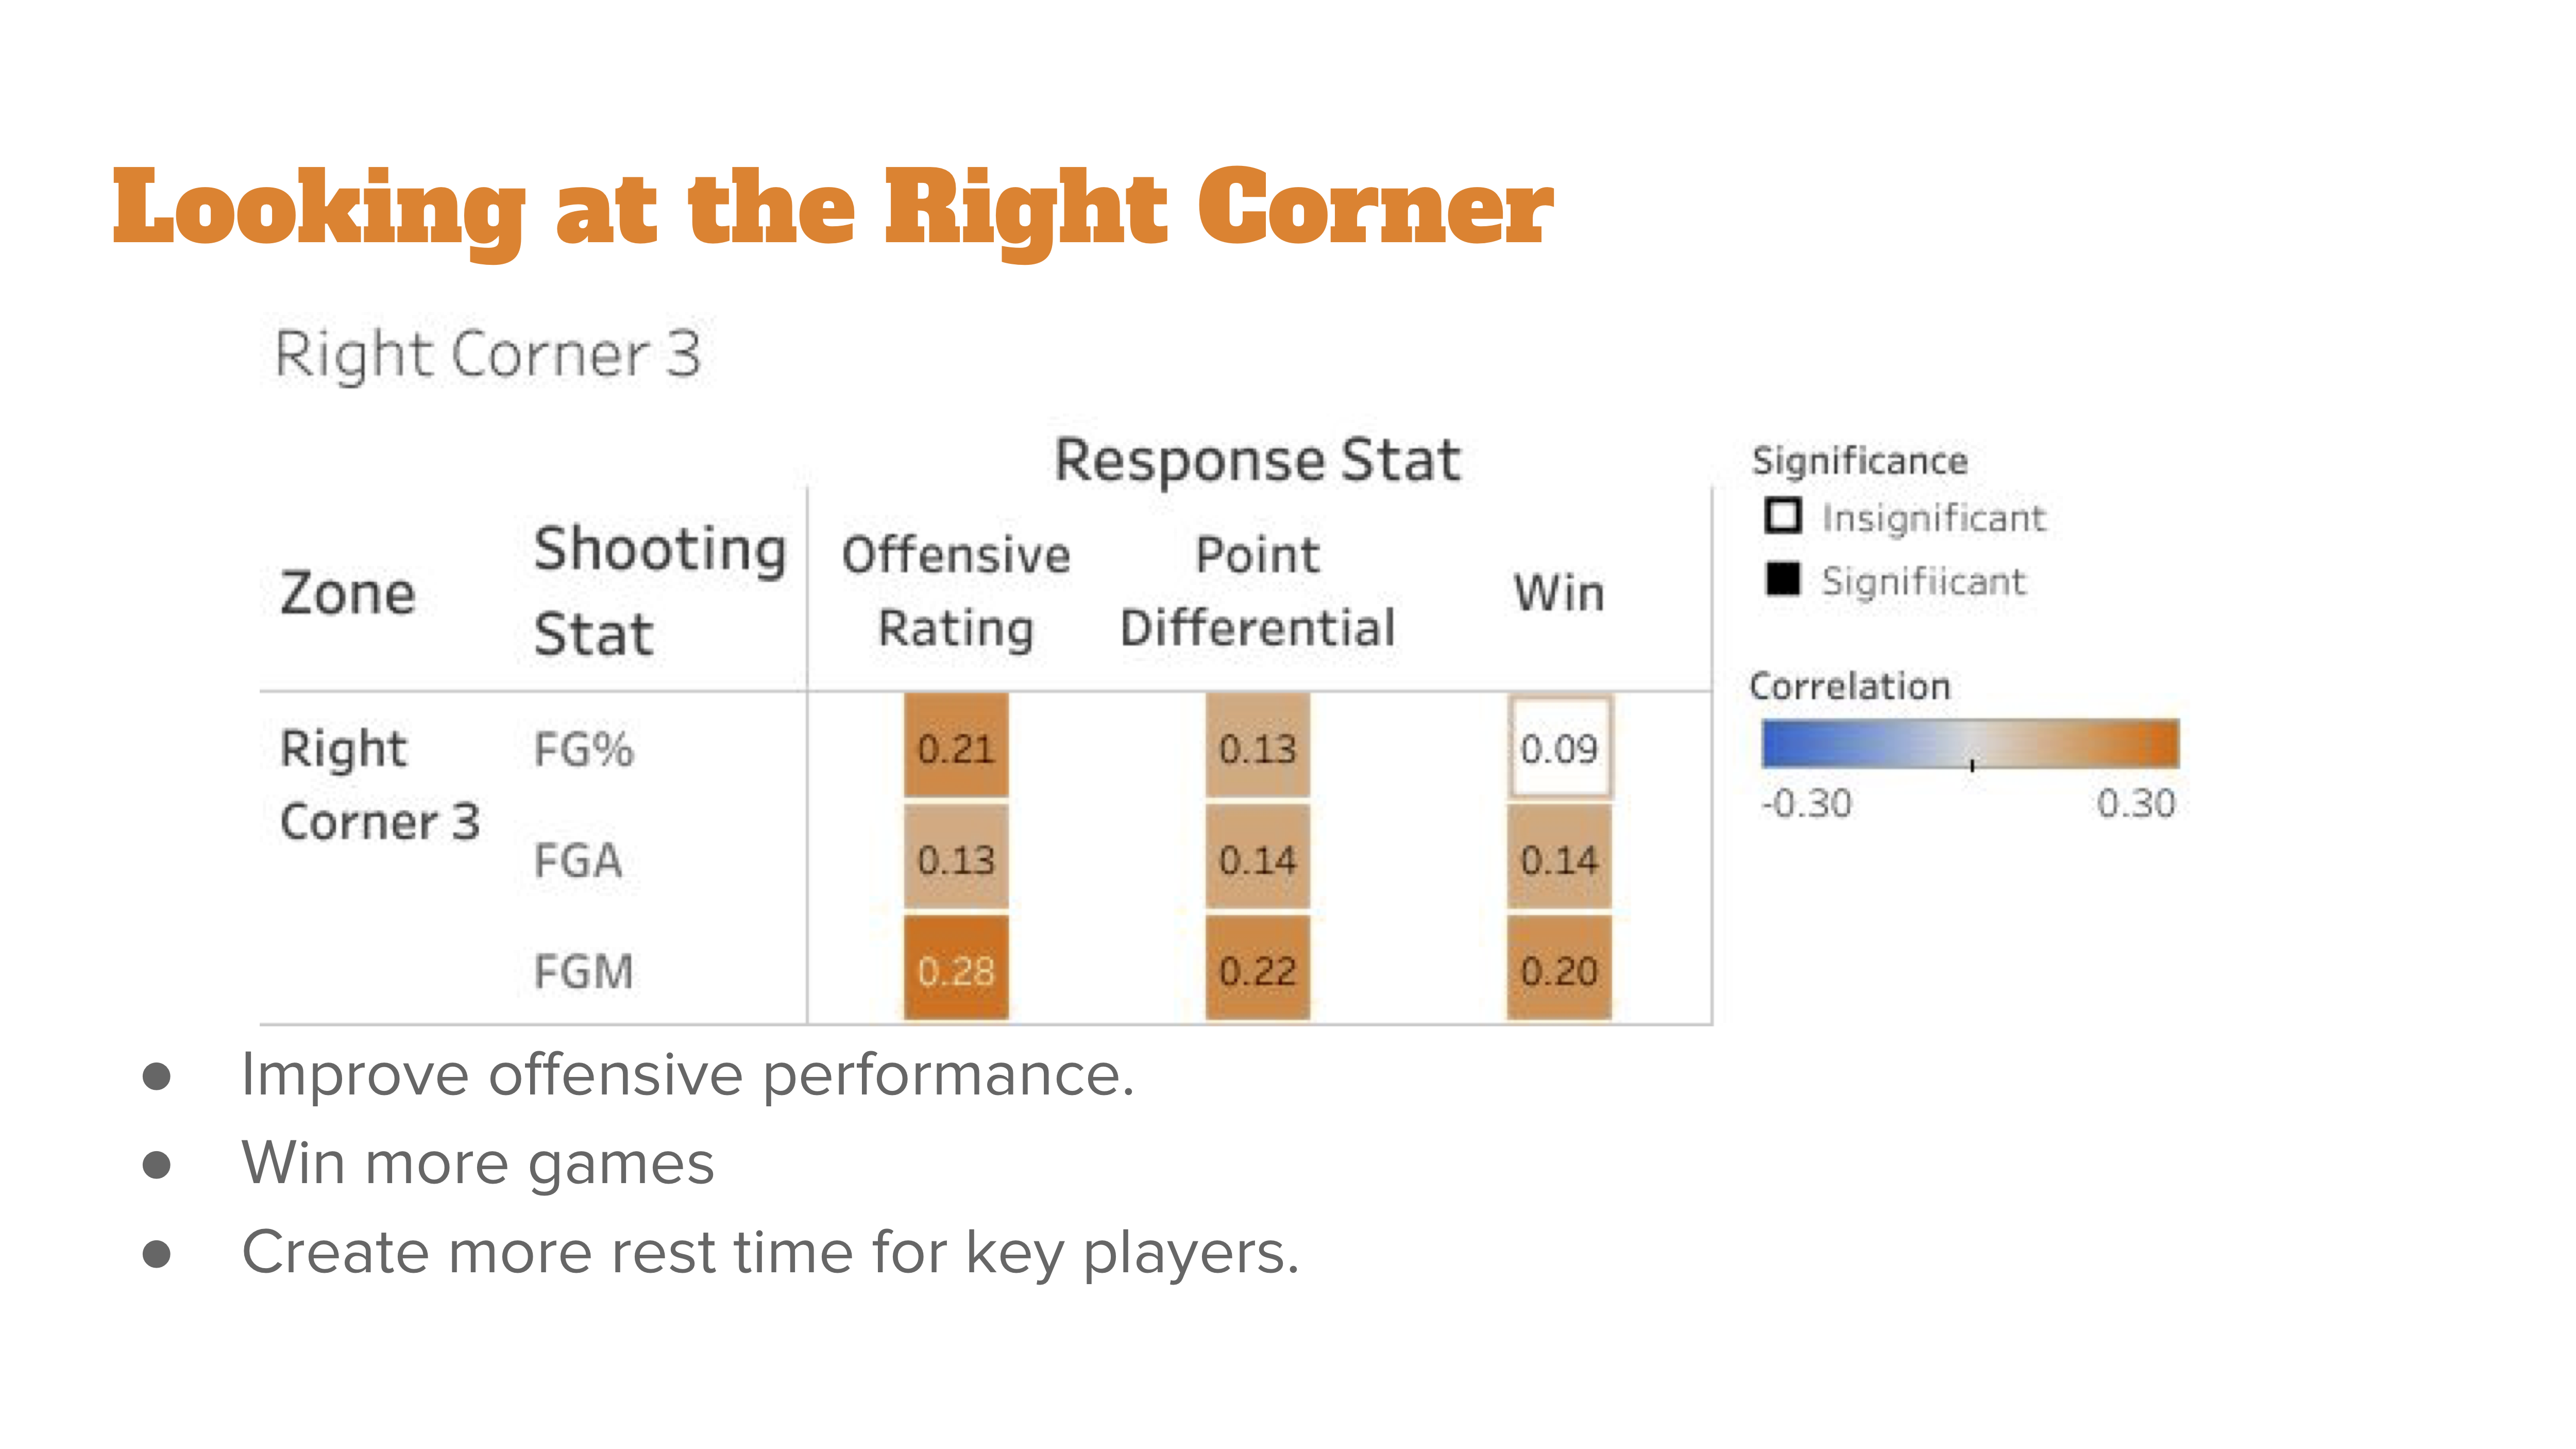 Looking at the Right Corner
Right Corner 3
Response Stat
Zone
Shooting
Stat
Offensive
Rating
Point
Differential
Win
Right
Corner 3
FG% 0.21 0.13 0.09
FGA 0.13 0.14 0.14
FGM 0.28 0.22 0.20
Significance
Insignificant
Signifiicant
Correlation
-0.30 0.30
● Improve offensive performance.
● Win more games
● Create more rest time for key players.